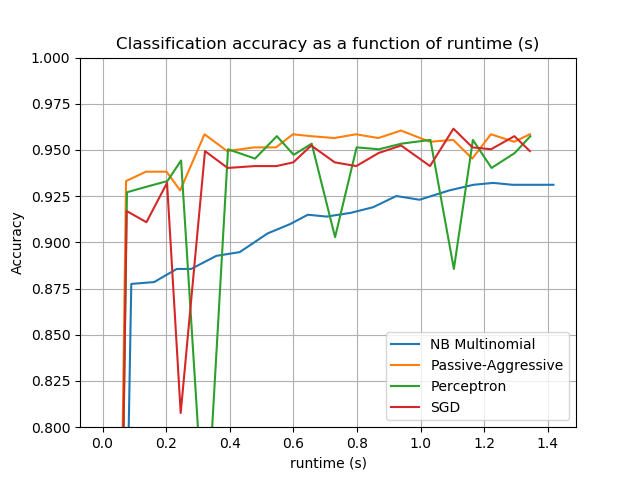 Classification accuracy as a function of runtime (s)
1.000
0.975
0.950
0.925
0.900
0.875
0.850
0.825
0.800
Accuracy
NB Multinomial
Passive-Aggressive
Perceptron
SGD
0.0 0.2 0.4 0.6 0.8 1.0 1.2 1.4
runtime (s)